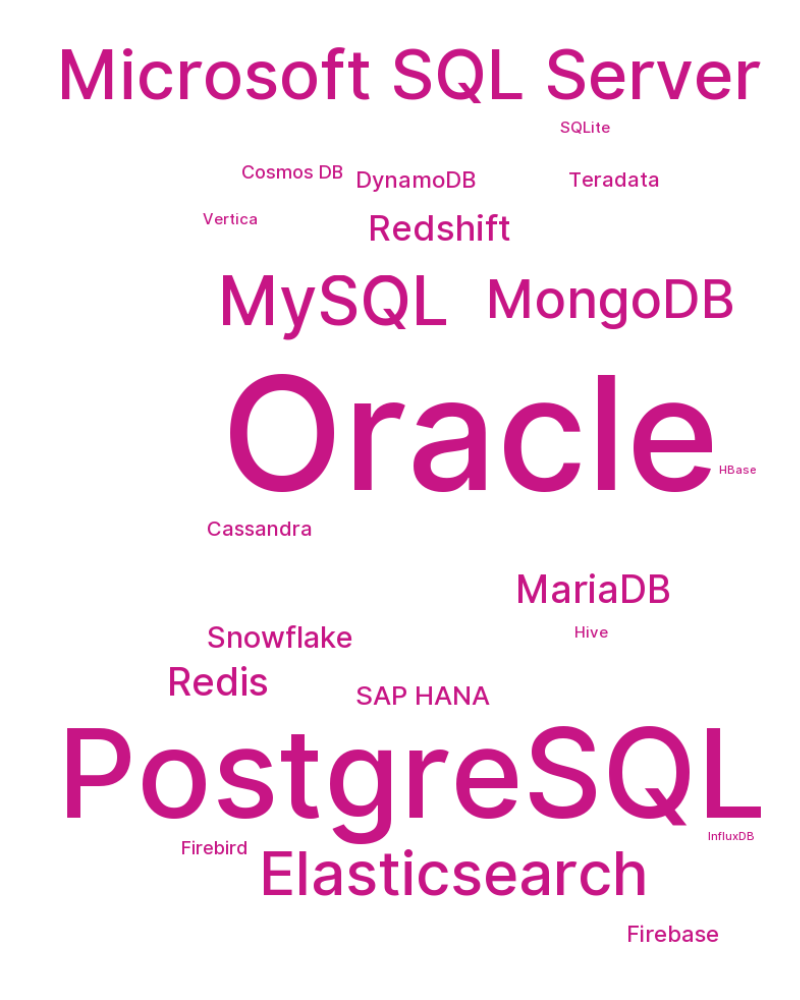 Microsoft SQL Server
SQLite
Cosmos DB
DynamoDB
Teradata
Vertica
Redshift
MySQL
MongoDB
Oracle
HBase
Cassandra
MariaDB
Hive
Snowflake
Redis
SAP HANA
PostgreSQL
InfluxDB
Firebird
Elasticsearch
Firebase